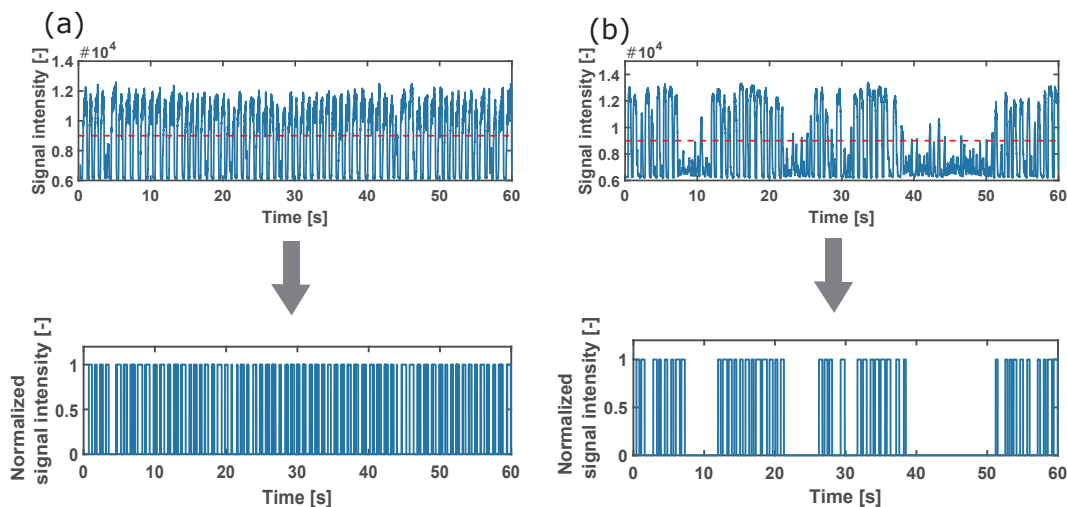 (a)
#10⁴
1.4
1.2
1
0.8
0.6
Signal intensity [-]
0 10 20 30 40 50 60
Time [s]
(b)
#10⁴
1.4
1.2
1
0.8
0.6
Signal intensity [-]
0 10 20 30 40 50 60
Time [s]
1
0.5
0
Normalized
signal intensity [-]
0 10 20 30 40 50 60
Time [s]
1
0.5
0
Normalized
signal intensity [-]
0 10 20 30 40 50 60
Time [s]